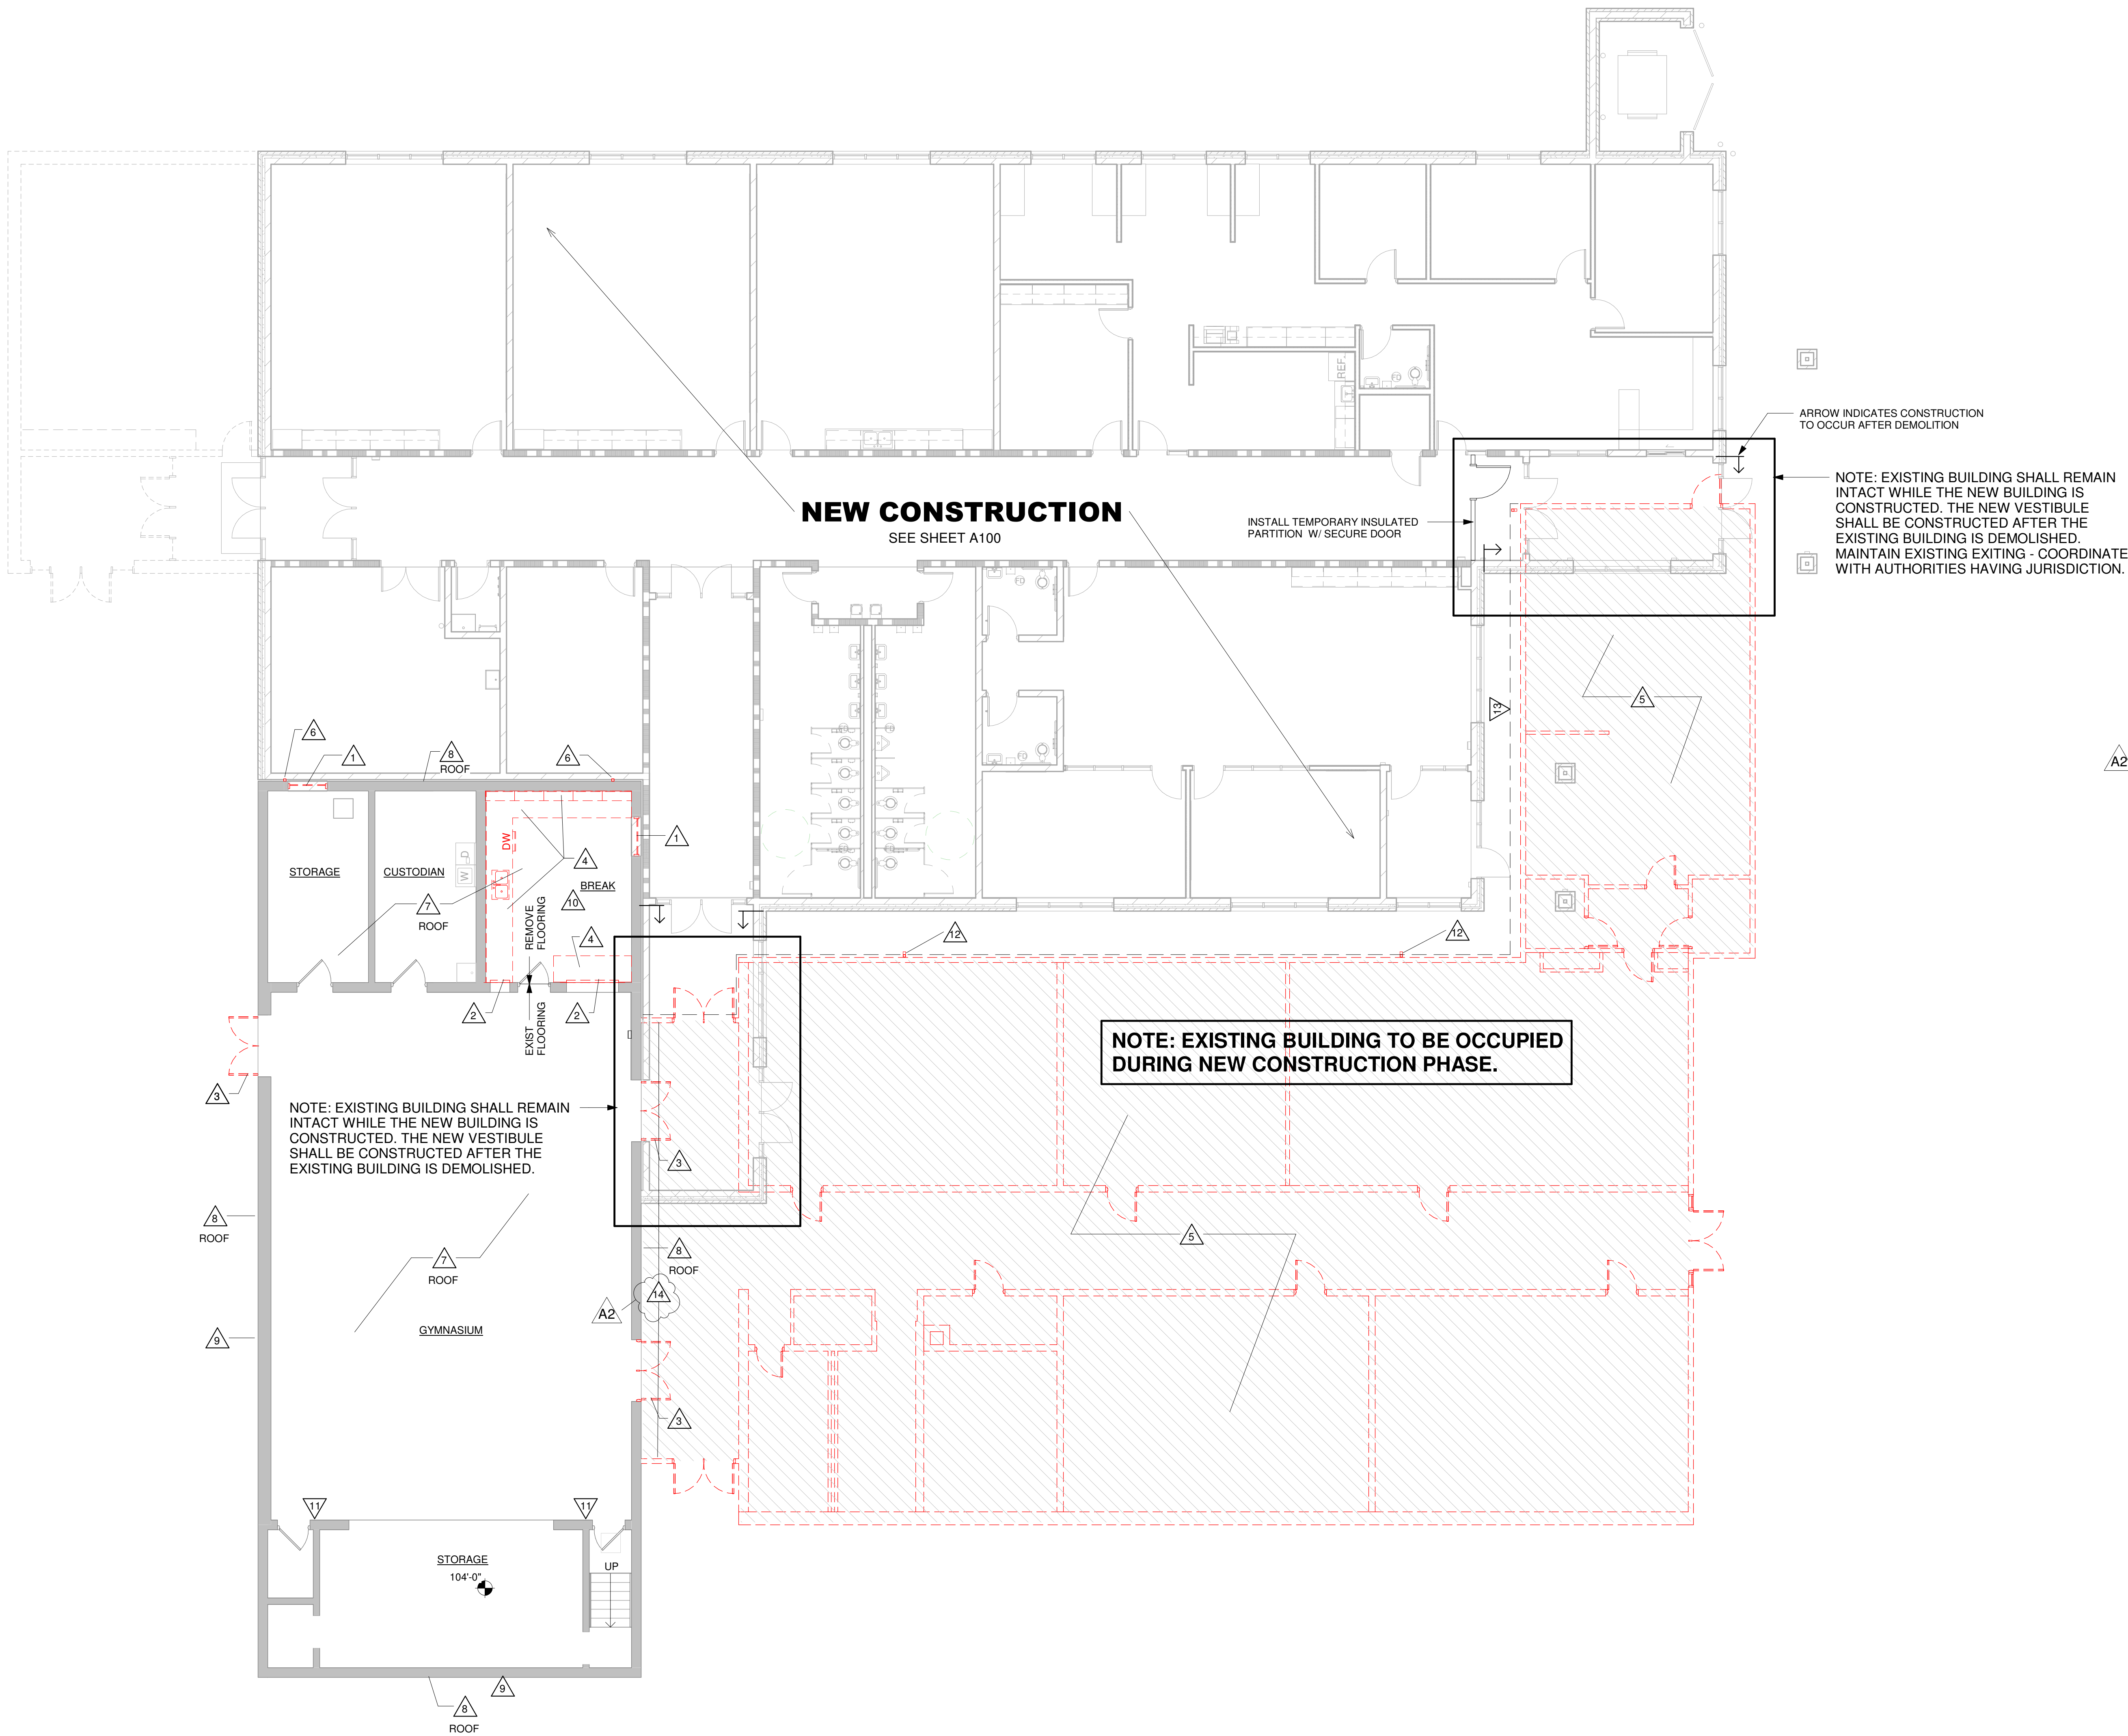 REF
ARROW INDICATES CONSTRUCTION
TO OCCUR AFTER DEMOLITION
NOTE: EXISTING BUILDING SHALL REMAIN
INTACT WHILE THE NEW BUILDING IS
CONSTRUCTED. THE NEW VESTIBULE
SHALL BE CONSTRUCTED AFTER THE
EXISTING BUILDING IS DEMOLISHED.
MAINTAIN EXISTING EXITING - COORDINATE
WITH AUTHORITIES HAVING JURISDICTION.
NEW CONSTRUCTION
SEE SHEET A100
INSTALL TEMPORARY INSULATED
PARTITION W/ SECURE DOOR
FD
FD
FD
5
13
6
1
8
ROOF
6
A2
1
DW
4
STORAGE
CUSTODIAN
D
W
BREAK
7
ROOF
10
REMOVE
FLOORING
4
12
12
2
2
EXIST
FLOORING
NOTE: EXISTING BUILDING TO BE OCCUPIED
DURING NEW CONSTRUCTION PHASE.
3
NOTE: EXISTING BUILDING SHALL REMAIN
INTACT WHILE THE NEW BUILDING IS
CONSTRUCTED. THE NEW VESTIBULE
SHALL BE CONSTRUCTED AFTER THE
EXISTING BUILDING IS DEMOLISHED.
3
8
ROOF
5
7
ROOF
8
ROOF
14
A2
9
GYMNASIUM
3
11
11
STORAGE
104'-0"
UP
9
8
ROOF